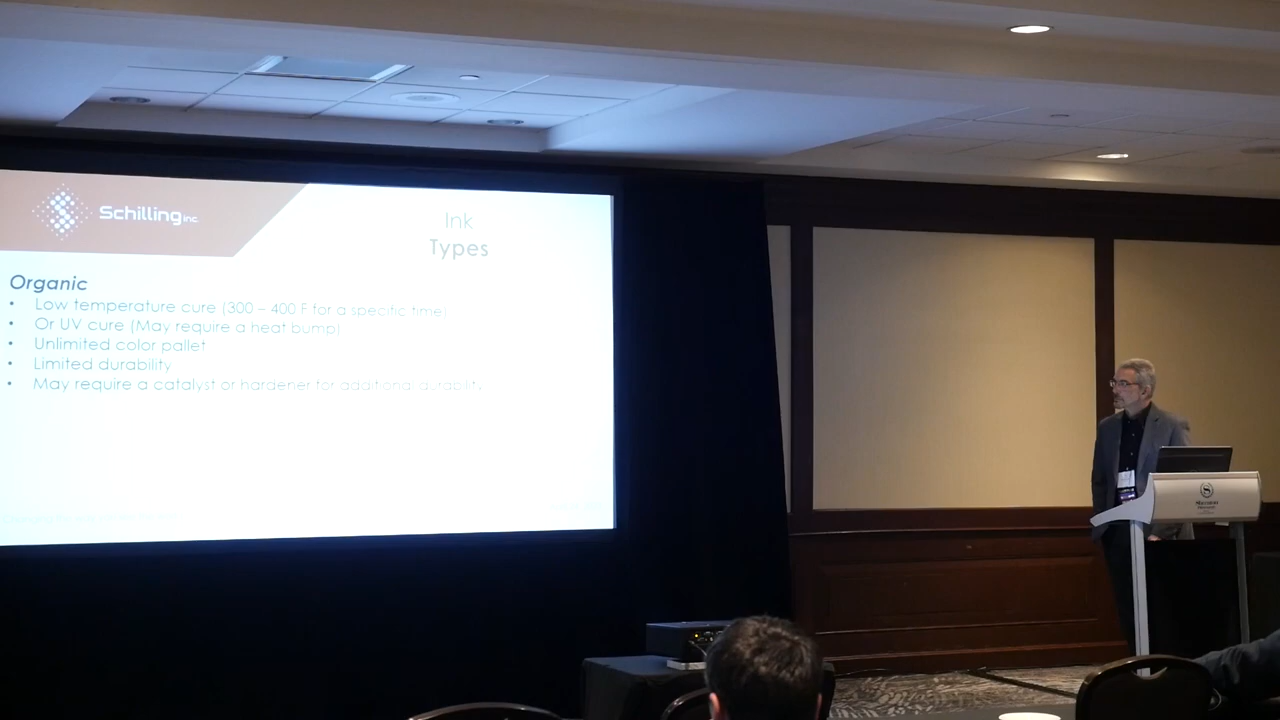 Schilling inc.
Ink
Types
Organic
• Low temperature cure (300 – 400 F for a specific time)
• Or UV cure (May require a heat bump)
• Unlimited color pallet
• Limited durability
• May require a catalyst or hardener for additional durability